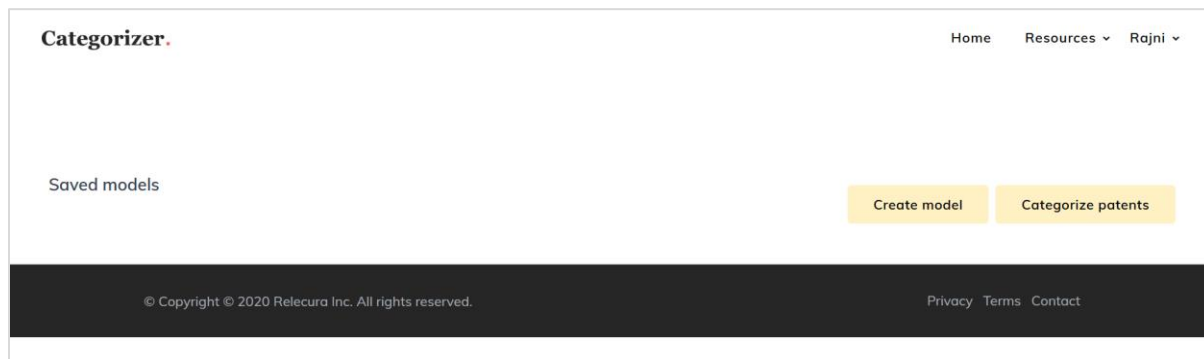 Categorizer.
Home Resources Rajni
Saved models
Create model Categorize patents
© Copyright © 2020 Relecura Inc. All rights reserved.
Privacy Terms Contact